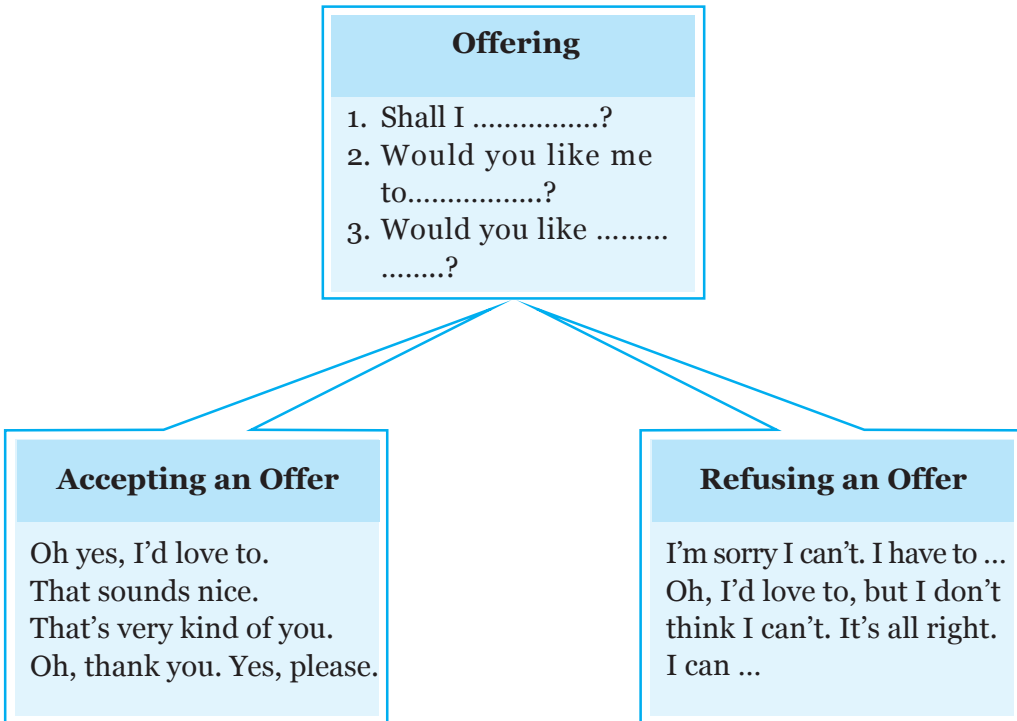 Offering
1. Shall I ................?
2. Would you like me
to.................?
3. Would you like .........
........?
Accepting an Offer
Oh yes, I’d love to.
That sounds nice.
That’s very kind of you.
Oh, thank you. Yes, please.
Refusing an Offer
I’m sorry I can’t. I have to ...
Oh, I’d love to, but I don’t
think I can’t. It’s all right.
I can ...